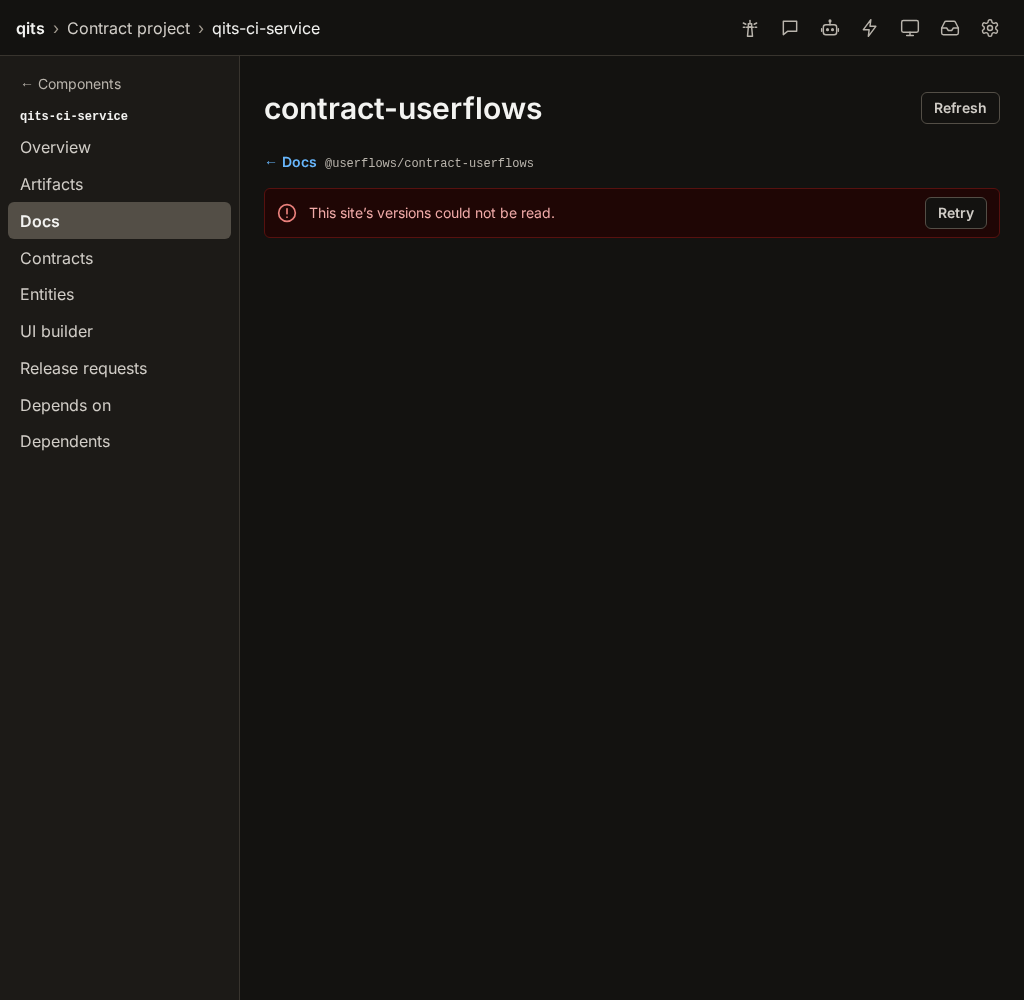 qits › Contract project › qits-ci-service
← Components
qits-ci-service
Overview
Artifacts
Docs
Contracts
Entities
UI builder
Release requests
Depends on
Dependents
contract-userflows
Refresh
← Docs @userflows/contract-userflows
This site’s versions could not be read.
Retry